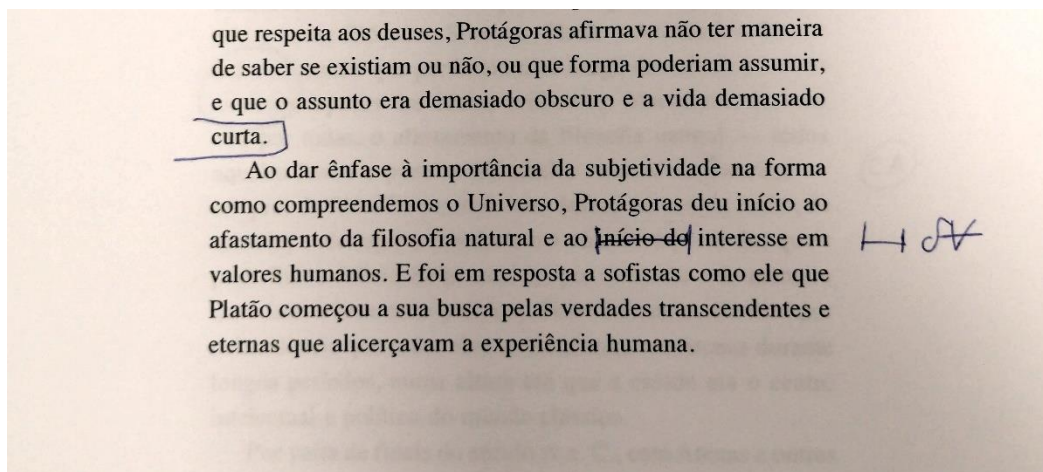 que respeita aos deuses, Protágoras afirmava não ter maneira
de saber se existiam ou não, ou que forma poderiam assumir,
e que o assunto era demasiado obscuro e a vida demasiado
curta.
Ao dar ênfase à importância da subjetividade na forma
como compreendemos o Universo, Protágoras deu início ao
afastamento da filosofia natural e ao início do interesse em
valores humanos. E foi em resposta a sofistas como ele que
Platão começou a sua busca pelas verdades transcendentes e
eternas que alicerçavam a experiência humana.